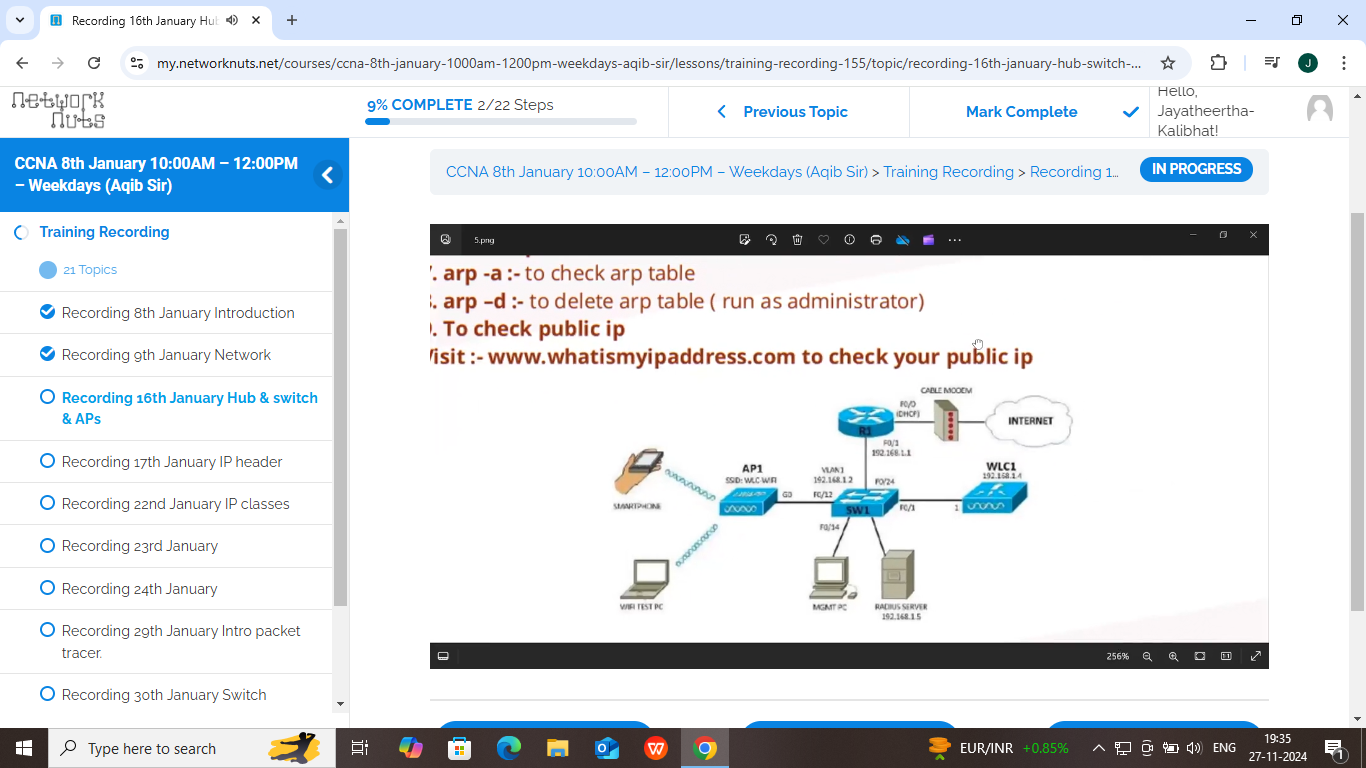 Recording 16th January Hu
my.networknuts.net/courses/ccna-8th-january-1000am-1200pm-weekdays-aqib-sir/lessons/training-recording-155/topic/recording-16th-january-hub-switch-...
J
Network Nuts
9% COMPLETE 2/22 Steps
Previous Topic
Mark Complete
Hello,
Jayatheertha-
Kalibhat!
CCNA 8th January 10:00AM – 12:00PM
– Weekdays (Aqib Sir)
Training Recording
21 Topics
Recording 8th January Introduction
Recording 9th January Network
Recording 16th January Hub & switch
& APs
Recording 17th January IP header
Recording 22nd January IP classes
Recording 23rd January
Recording 24th January
Recording 29th January Intro packet
tracer.
Recording 30th January Switch
CCNA 8th January 10:00AM – 12:00PM – Weekdays (Aqib Sir) > Training Recording > Recording 1...
IN PROGRESS
5.png
. arp -a :- to check arp table
. arp –d :- to delete arp table ( run as administrator)
. To check public ip
isit :- www.whatismyipaddress.com to check your public ip
CABLE MODEM
F0/0
(DHCP)
INTERNET
R1
F0/1
192.168.1.1
AP1
SSID: WLC-WIFI
VLAN1
192.168.1.2
F0/24
WLC1
192.168.1.4
SMARTPHONE
G0
F0/12
SW1
F0/1
1
F0/14
WIFI TEST PC
MGMT PC
RADIUS SERVER
192.168.1.5
256%
Type here to search
EUR/INR +0.85%
ENG
19:35
27-11-2024
1